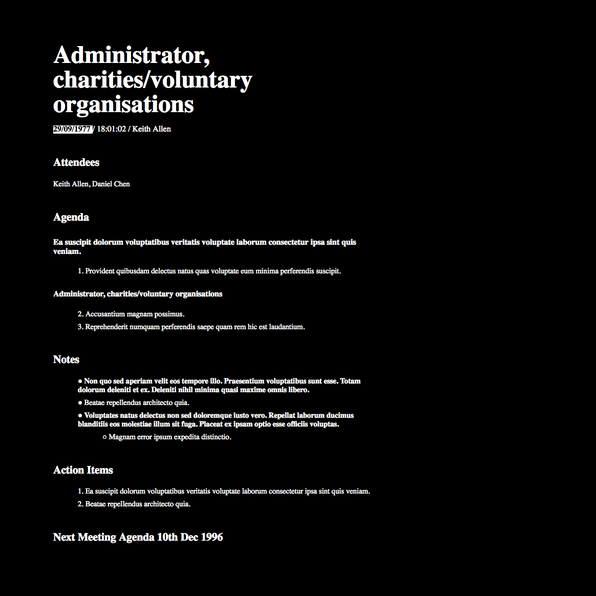 Administrator,
charities/voluntary
organisations
29/09/1977 / 18:01:02 / Keith Allen
Attendees
Keith Allen, Daniel Chen
Agenda
Ea suscipit dolorum voluptatibus veritatis voluptate laborum consectetur ipsa sint quis
veniam.
1. Provident quibusdam delectus natus quas voluptate eum minima perferendis suscipit.
Administrator, charities/voluntary organisations
2. Accusantium magnam possimus.
3. Reprehenderit numquam perferendis saepe quam rem hic est laudantium.
Notes
● Non quo sed aperiam velit eos tempore illo. Praesentium voluptatibus sunt esse. Totam
dolorum deleniti et ex. Deleniti nihil minima quasi maxime omnis libero.
● Beatae repellendus architecto quia.
● Voluptates natus delectus non sed doloremque iusto vero. Repellat laborum ducimus
blanditiis eos molestiae illum sit fuga. Placeat ex ipsam optio esse officiis voluptas.
○ Magnam error ipsum expedita distinctio.
Action Items
1. Ea suscipit dolorum voluptatibus veritatis voluptate laborum consectetur ipsa sint quis veniam.
2. Beatae repellendus architecto quia.
Next Meeting Agenda 10th Dec 1996